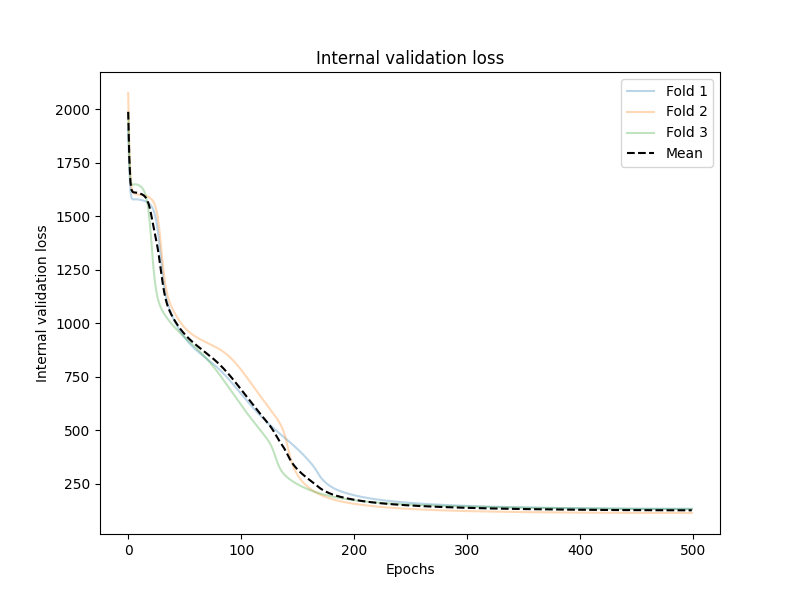 Internal validation loss
Fold 1
Fold 2
Fold 3
Mean
Internal validation loss
2000
1750
1500
1250
1000
750
500
250
0
100
200
300
400
500
Epochs